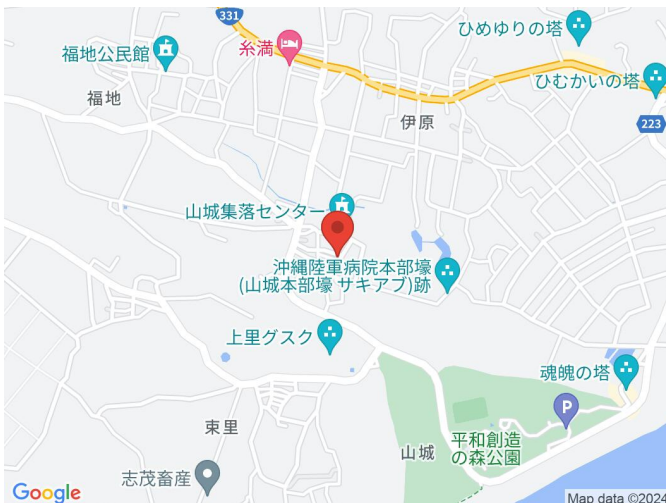 331
ひめゆりの塔
糸満
福地公民館
ひむかいの塔
福地
伊原
223
山城集落センター
沖縄陸軍病院本部壕
(山城本部壕 サキアブ)跡
上里グスク
魂魄の塔
P
束里
山城
平和創造
の森公園
志茂畜産
Google
Map data ©2024